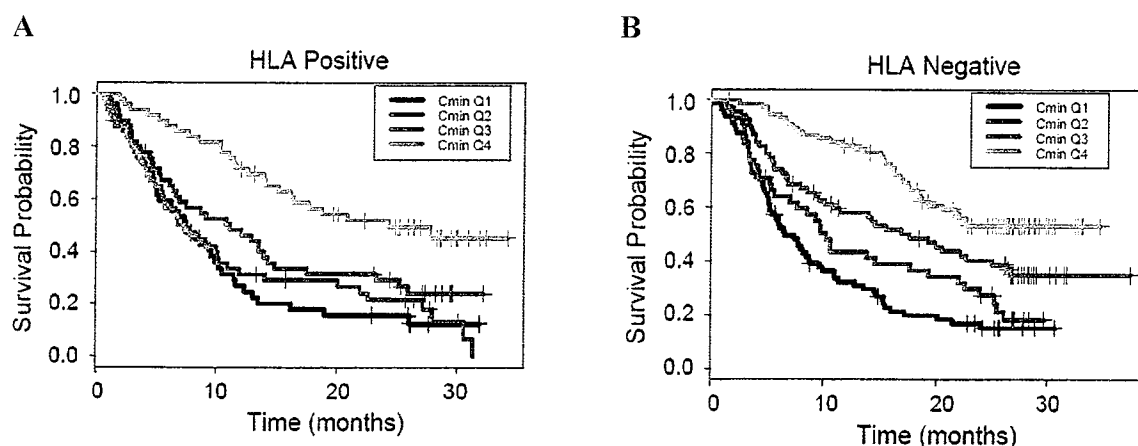 A
HLA Positive
Survival Probability
1.0
0.8
0.6
0.4
0.2
0.0
Cmin Q1
Cmin Q2
Cmin Q3
Cmin Q4
0
10
20
30
Time (months)
B
HLA Negative
Survival Probability
1.0
0.8
0.6
0.4
0.2
0.0
Cmin Q1
Cmin Q2
Cmin Q3
Cmin Q4
0
10
20
30
Time (months)